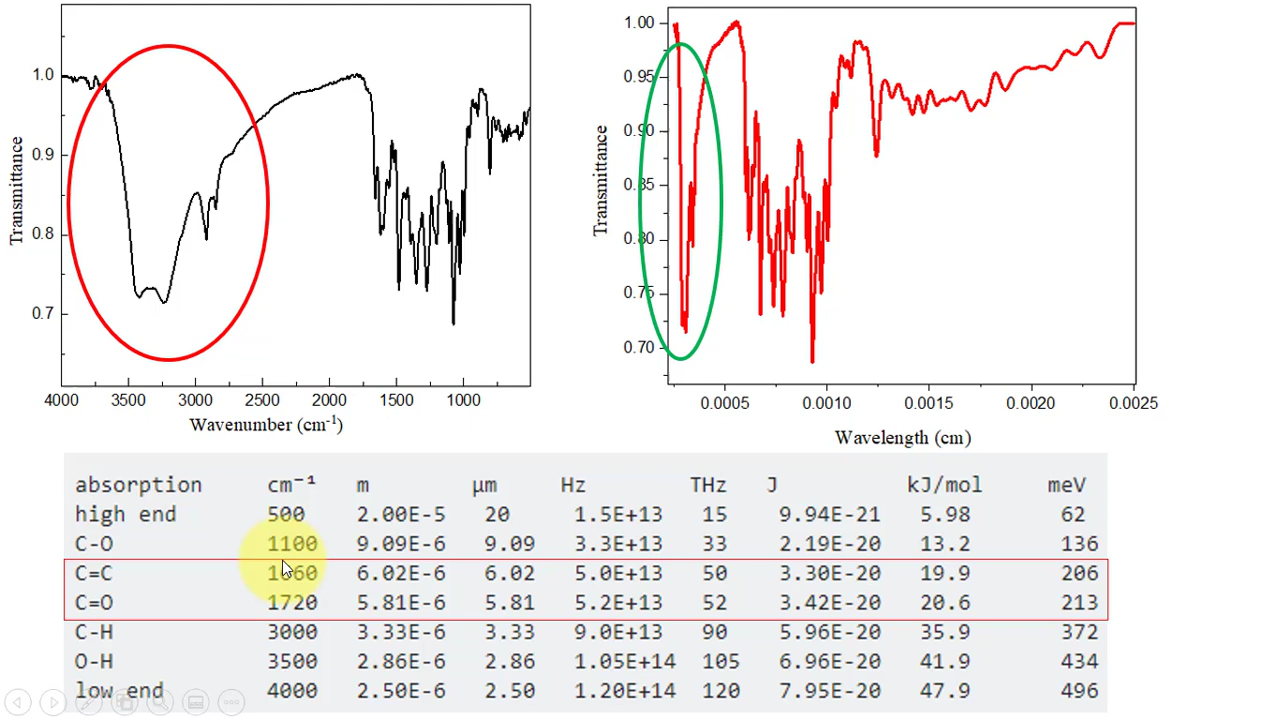 1.0
0.9
0.8
0.7
Transmittance
4000 3500 3000 2500 2000 1500 1000
Wavenumber (cm⁻¹)
1.00
0.95
0.90
0.85
0.80
0.75
0.70
Transmittance
0.0005 0.0010 0.0015 0.0020 0.0025
Wavelength (cm)
absorption cm⁻¹ m µm Hz THz J kJ/mol meV
high end 500 2.00E-5 20 1.5E+13 15 9.94E-21 5.98 62
C-O 1100 9.09E-6 9.09 3.3E+13 33 2.19E-20 13.2 136
C=C 1660 6.02E-6 6.02 5.0E+13 50 3.30E-20 19.9 206
C=O 1720 5.81E-6 5.81 5.2E+13 52 3.42E-20 20.6 213
C-H 3000 3.33E-6 3.33 9.0E+13 90 5.96E-20 35.9 372
O-H 3500 2.86E-6 2.86 1.05E+14 105 6.96E-20 41.9 434
low end 4000 2.50E-6 2.50 1.20E+14 120 7.95E-20 47.9 496